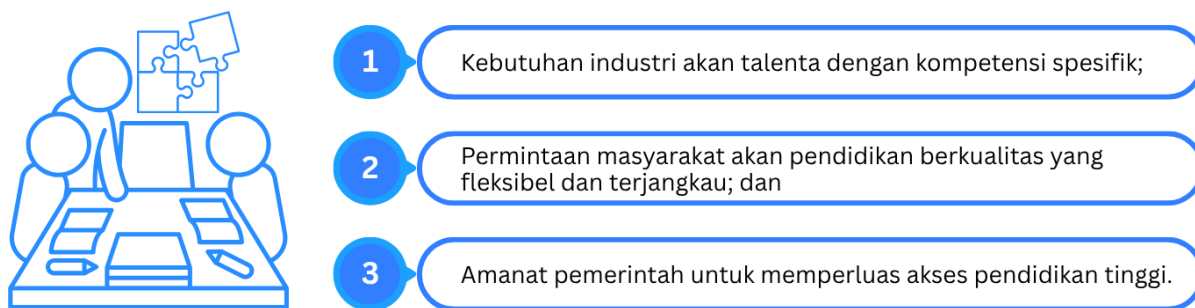 1
Kebutuhan industri akan talenta dengan kompetensi spesifik;
2
Permintaan masyarakat akan pendidikan berkualitas yang
fleksibel dan terjangkau; dan
3
Amanat pemerintah untuk memperluas akses pendidikan tinggi.